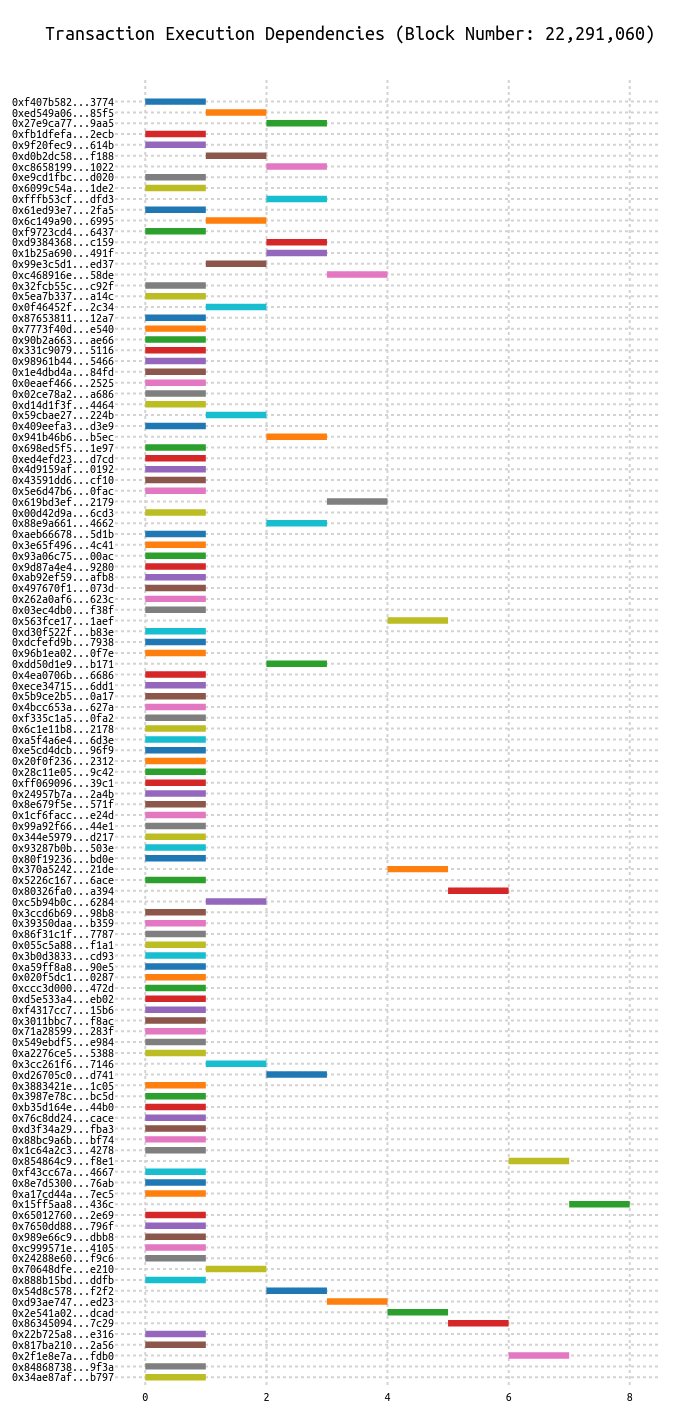 Transaction Execution Dependencies (Block Number: 22,291,060)
0xf407b582...3774
0xed549a06...85f5
0x27e9ca77...9aa5
0xfb1dfefa...2ecb
0x9f20fec9...614b
0xd0b2dc58...f188
0xc8658199...1022
0xe9cd1fbc...d020
0x6099c54a...1de2
0xfffb53cf...dfd3
0x61ed93e7...2fa5
0x6c149a90...6995
0xf9723cd4...6437
0xd9384368...c159
0x1b25a690...491f
0x99e3c5d1...ed37
0xc468916e...58de
0x32fcb55c...c92f
0x5ea7b337...a14c
0x0f46452f...2c34
0x87653811...12a7
0x7773f40d...e540
0x90b2a663...ae66
0x331c9079...5116
0x98961b44...5466
0x1e4dbd4a...84fd
0x0eaef466...2525
0x02ce78a2...a686
0xd14d1f3f...4464
0x59cbae27...224b
0x409eefa3...d3e9
0x941b46b6...b5ec
0x698ed5f5...1e97
0xed4efd23...d7cd
0x4d9159af...0192
0x43591dd6...cf10
0x5e6d47b6...0fac
0x619bd3ef...2179
0x00d42d9a...6cd3
0x88e9a661...4662
0xaeb66678...5d1b
0x3e65f496...4c41
0x93a06c75...00ac
0x9d87a4e4...9280
0xab92ef59...afb8
0x497670f1...073d
0x262a0af6...623c
0x03ec4db0...f38f
0x563fce17...1aef
0xd30f522f...b83e
0xdcfefd9b...7938
0x96b1ea02...0f7e
0xdd50d1e9...b171
0x4ea0706b...6686
0xece34715...6dd1
0x5b9ce2b5...0a17
0x4bcc653a...627a
0xf335c1a5...0fa2
0x6c1e11b8...2178
0xa5f4a6e4...6d3e
0xe5cd4dcb...96f9
0x20f0f236...2312
0x28c11e05...9c42
0xff069096...39c1
0x24957b7a...2a4b
0x8e679f5e...571f
0x1cf6facc...e24d
0x99a92f66...44e1
0x344e5979...d217
0x93287b0b...503e
0x80f19236...bd0e
0x370a5242...21de
0x5226c167...6ace
0x80326fa0...a394
0xc5b94b0c...6284
0x3ccd6b69...98b8
0x39350daa...b359
0x86f31c1f...7787
0x055c5a88...f1a1
0x3b0d3833...cd93
0xa59ff8a8...90e5
0x020f5dc1...0287
0xccc3d000...472d
0xd5e533a4...eb02
0xf4317cc7...15b6
0x3011bbc7...f8ac
0x71a28599...283f
0x549ebdf5...e984
0xa2276ce5...5388
0x3cc261f6...7146
0xd26705c0...d741
0x3883421e...1c05
0x3987e78c...bc5d
0xb35d164e...44b0
0x76c8dd24...cace
0xd3f34a29...fba3
0x88bc9a6b...bf74
0x1c64a2c3...4278
0x854864c9...f8e1
0xf43cc67a...4667
0x8e7d5300...76ab
0xa17cd44a...7ec5
0x15ff5aa8...436c
0x65012760...2e69
0x7650dd88...796f
0x989e66c9...dbb8
0xc999571e...4105
0x24288e60...f9c6
0x70648dfe...e210
0x888b15bd...ddfb
0x54d8c578...f2f2
0xd93ae747...ed23
0x2e541a02...dcad
0x86345094...7c29
0x22b725a8...e316
0x817ba210...2a56
0x2f1e8e7a...fdb0
0x84868738...9f3a
0x34ae87af...b797
0 2 4 6 8